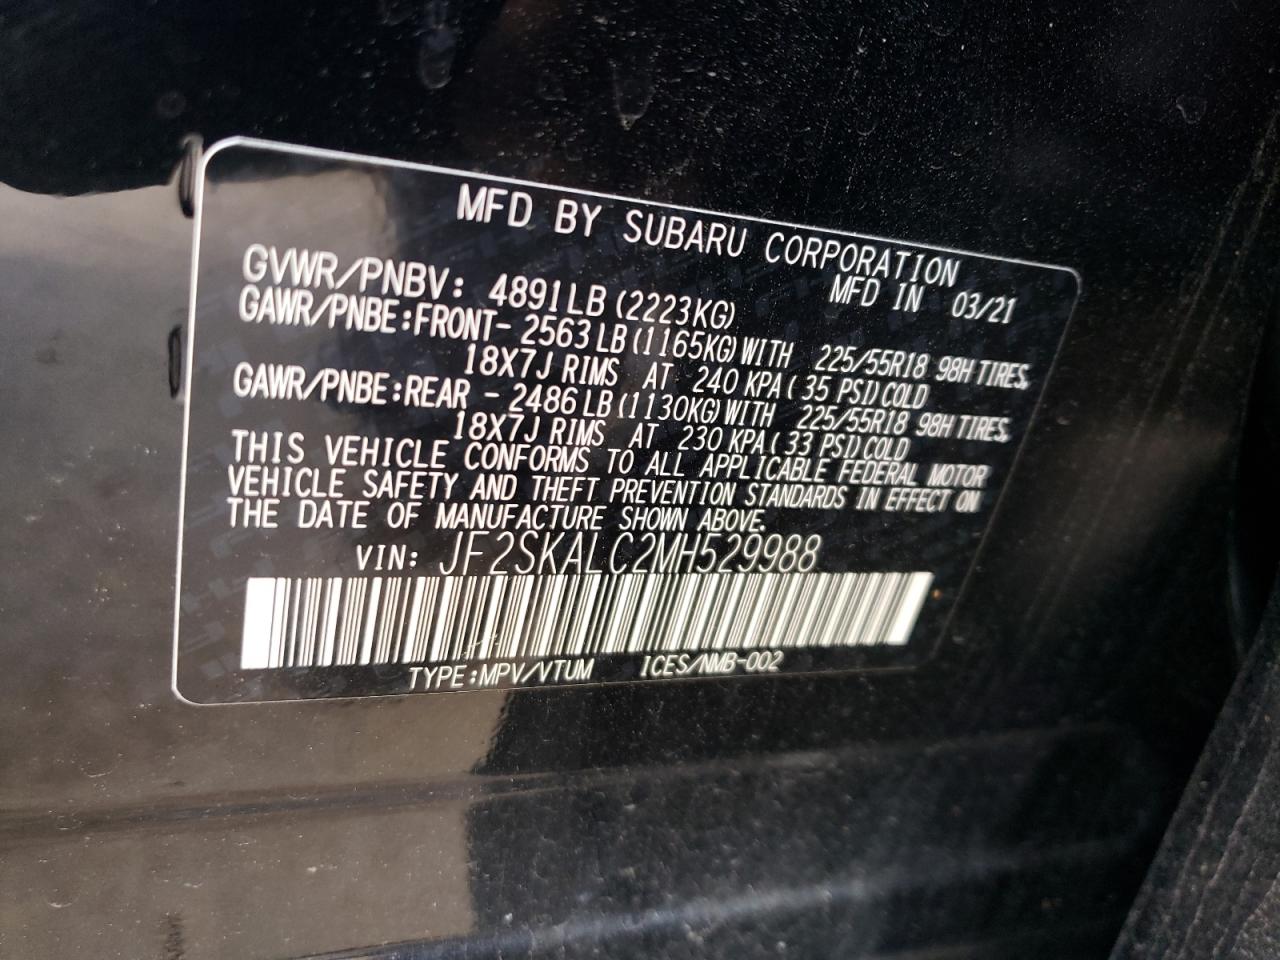 MFD BY SUBARU CORPORATION
MFD IN 03/21
GVWR/PNBV: 4891LB (2223KG)
GAWR/PNBE:FRONT- 2563 LB (1165KG) WITH 225/55R18 98H TIRES,
18X7J RIMS AT 240 KPA ( 35 PSI) COLD
GAWR/PNBE:REAR - 2486 LB (1130KG) WITH 225/55R18 98H TIRES,
18X7J RIMS AT 230 KPA ( 33 PSI) COLD
THIS VEHICLE CONFORMS TO ALL APPLICABLE FEDERAL MOTOR
VEHICLE SAFETY AND THEFT PREVENTION STANDARDS IN EFFECT ON
THE DATE OF MANUFACTURE SHOWN ABOVE.
VIN: JF2SKALC2MH529988
TYPE:MPV/VTUM ICES/NMB-002